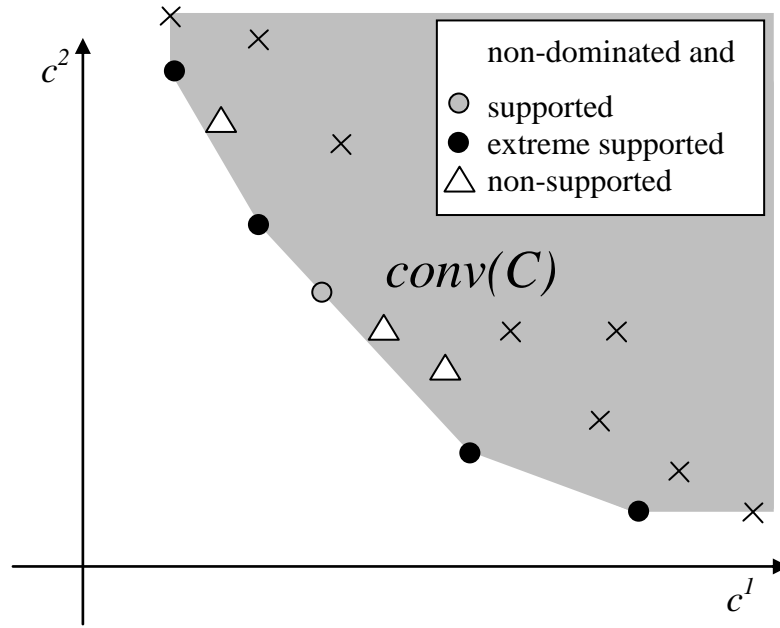 c²
non-dominated and
supported
extreme supported
non-supported
conv(C)
c¹